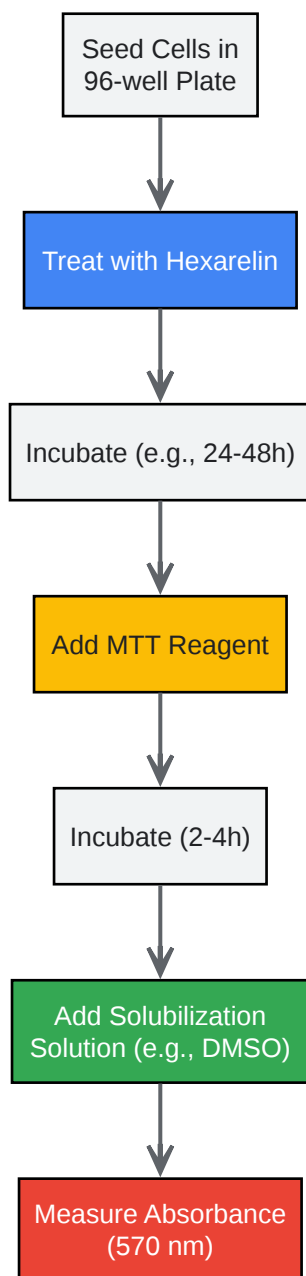 Seed Cells in
96-well Plate
Treat with Hexarelin
Incubate (e.g., 24-48h)
Add MTT Reagent
Incubate (2-4h)
Add Solubilization
Solution (e.g., DMSO)
Measure Absorbance
(570 nm)